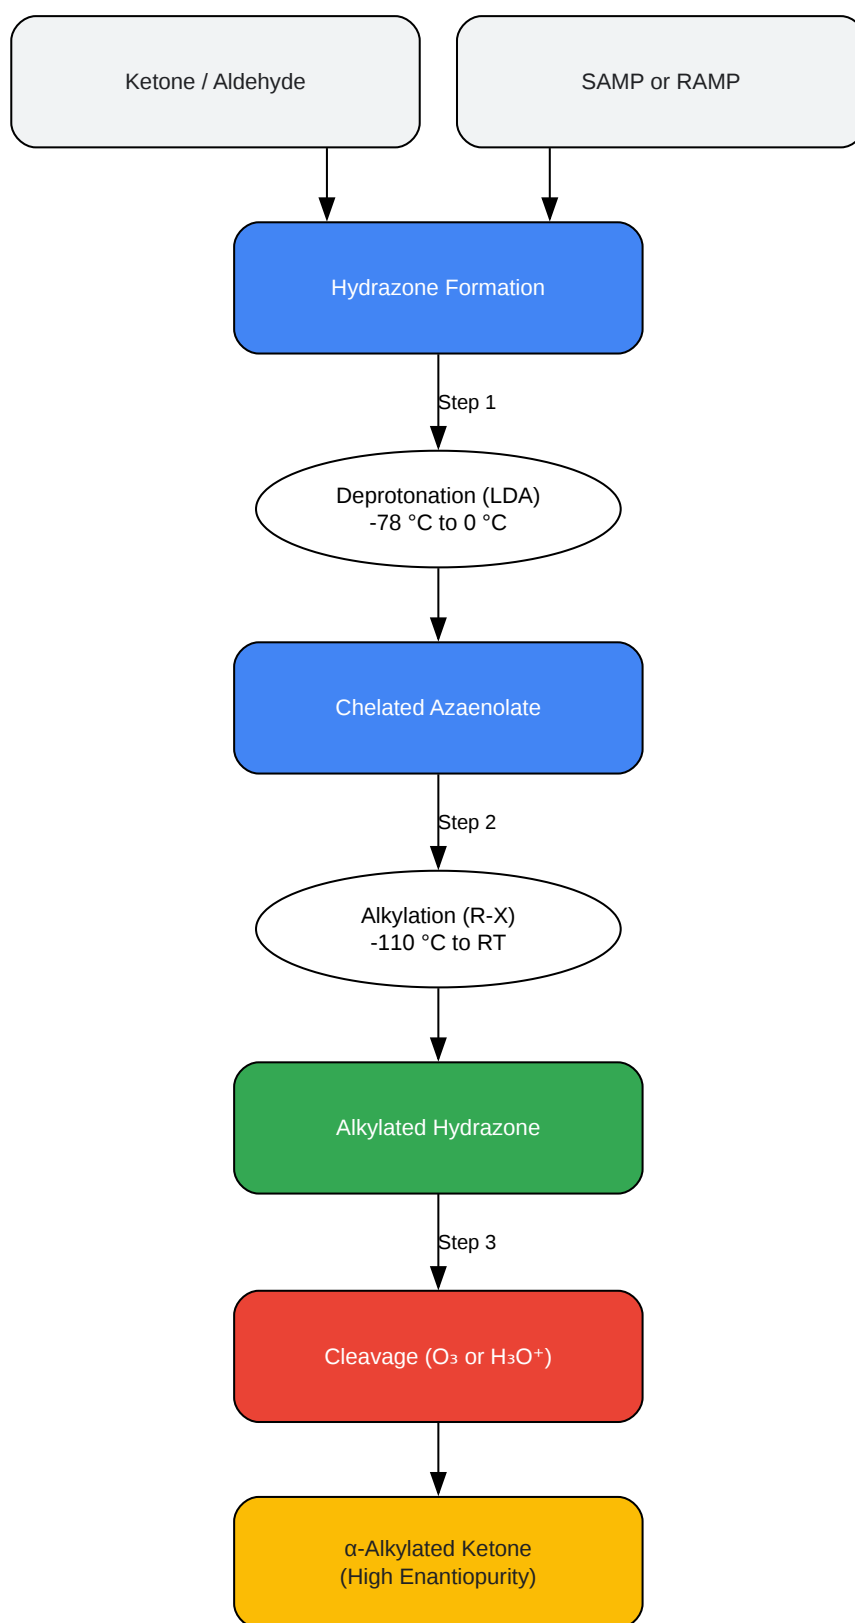 Ketone / Aldehyde
SAMP or RAMP
Hydrazone Formation
Step 1
Deprotonation (LDA)
-78 °C to 0 °C
Chelated Azaenolate
Step 2
Alkylation (R-X)
-110 °C to RT
Alkylated Hydrazone
Step 3
Cleavage (O₃ or H₃O⁺)
α-Alkylated Ketone
(High Enantiopurity)